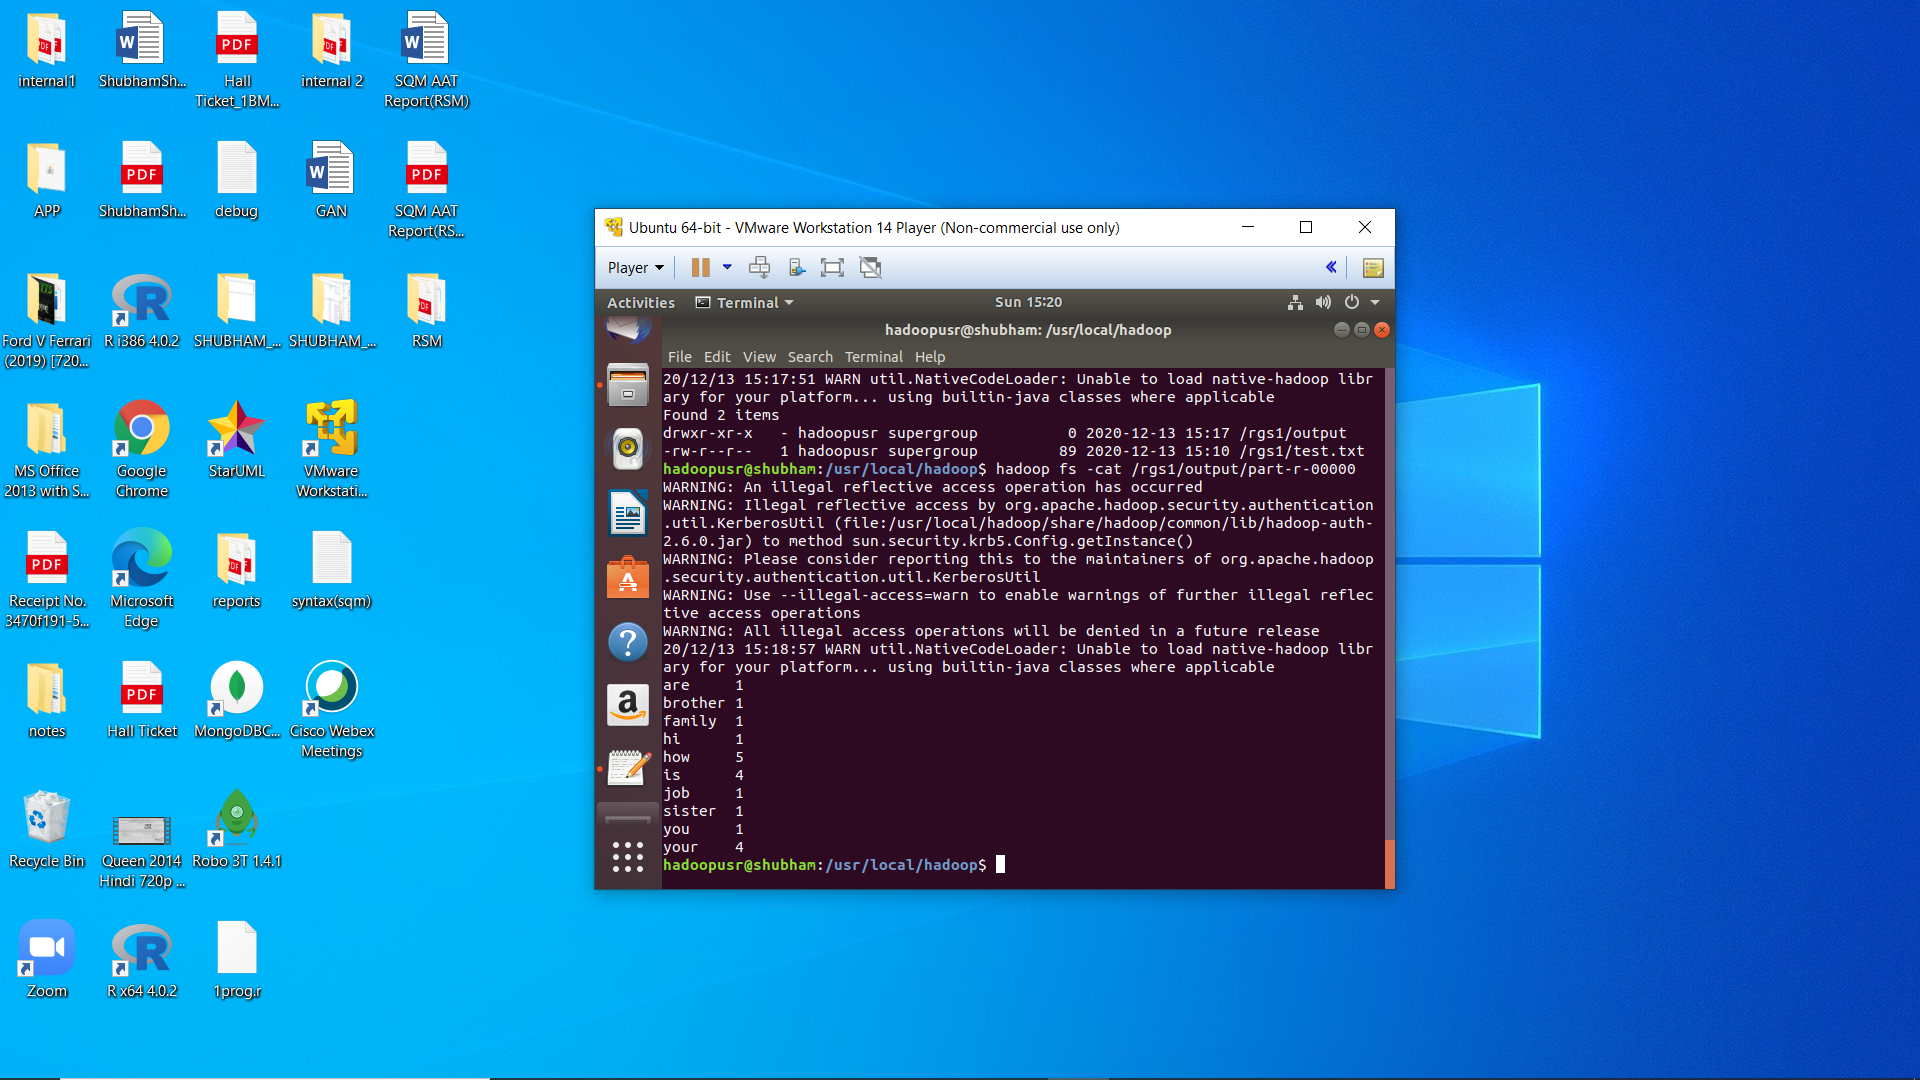 internal1
ShubhamSh...
PDF
Hall
Ticket_1BM...
internal 2
SQM AAT
Report(RSM)
APP
PDF
ShubhamSh...
debug
GAN
PDF
SQM AAT
Report(RS...
Ford V Ferrari
(2019) [720...
R i386 4.0.2
SHUBHAM_...
SHUBHAM_...
RSM
MS Office
2013 with S...
Google
Chrome
StarUML
VMware
Workstati...
PDF
Receipt No.
3470f191-5...
Microsoft
Edge
reports
syntax(sqm)
notes
PDF
Hall Ticket
MongoDBC...
Cisco Webex
Meetings
Recycle Bin
Queen 2014
Hindi 720p ...
Robo 3T 1.4.1
Zoom
R x64 4.0.2
1prog.r
Ubuntu 64-bit - VMware Workstation 14 Player (Non-commercial use only)
Player
Activities Terminal Sun 15:20
hadoopusr@shubham: /usr/local/hadoop
File Edit View Search Terminal Help
20/12/13 15:17:51 WARN util.NativeCodeLoader: Unable to load native-hadoop libr
ary for your platform... using builtin-java classes where applicable
Found 2 items
drwxr-xr-x   - hadoopusr supergroup          0 2020-12-13 15:17 /rgs1/output
-rw-r--r--   1 hadoopusr supergroup         89 2020-12-13 15:10 /rgs1/test.txt
hadoopusr@shubham:/usr/local/hadoop$ hadoop fs -cat /rgs1/output/part-r-00000
WARNING: An illegal reflective access operation has occurred
WARNING: Illegal reflective access by org.apache.hadoop.security.authentication
.util.KerberosUtil (file:/usr/local/hadoop/share/hadoop/common/lib/hadoop-auth-
2.6.0.jar) to method sun.security.krb5.Config.getInstance()
WARNING: Please consider reporting this to the maintainers of org.apache.hadoop
.security.authentication.util.KerberosUtil
WARNING: Use --illegal-access=warn to enable warnings of further illegal reflec
tive access operations
WARNING: All illegal access operations will be denied in a future release
20/12/13 15:18:57 WARN util.NativeCodeLoader: Unable to load native-hadoop libr
ary for your platform... using builtin-java classes where applicable
are     1
brother 1
family  1
hi      1
how     5
is      4
job     1
sister  1
you     1
your    4
hadoopusr@shubham:/usr/local/hadoop$